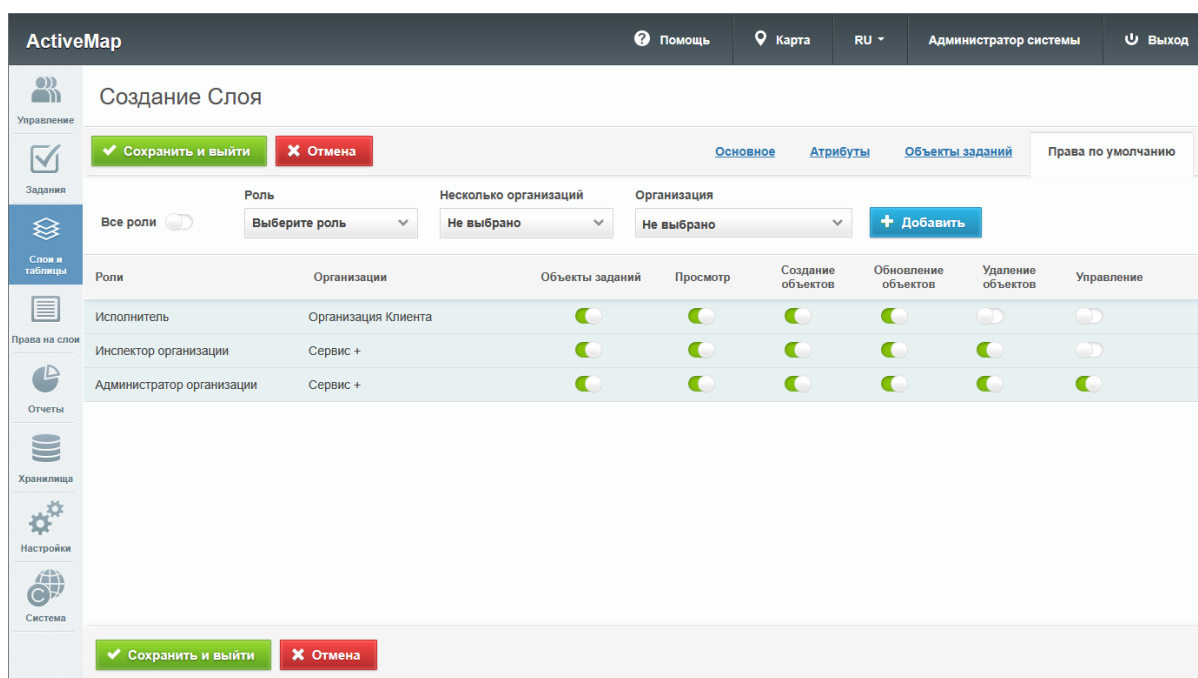 ActiveMap
Помощь
Карта
RU
Администратор системы
Выход
Управление
Задания
Слои и
таблицы
Права на слои
Отчеты
Хранилища
Настройки
Система
Создание Слоя
Сохранить и выйти
Отмена
Основное
Атрибуты
Объекты заданий
Права по умолчанию
Все роли
Роль
Выберите роль
Несколько организаций
Не выбрано
Организация
Не выбрано
Добавить
Роли Организации Объекты заданий Просмотр Создание объектов Обновление объектов Удаление объектов Управление
Исполнитель Организация Клиента
Инспектор организации Сервис +
Администратор организации Сервис +
Сохранить и выйти
Отмена